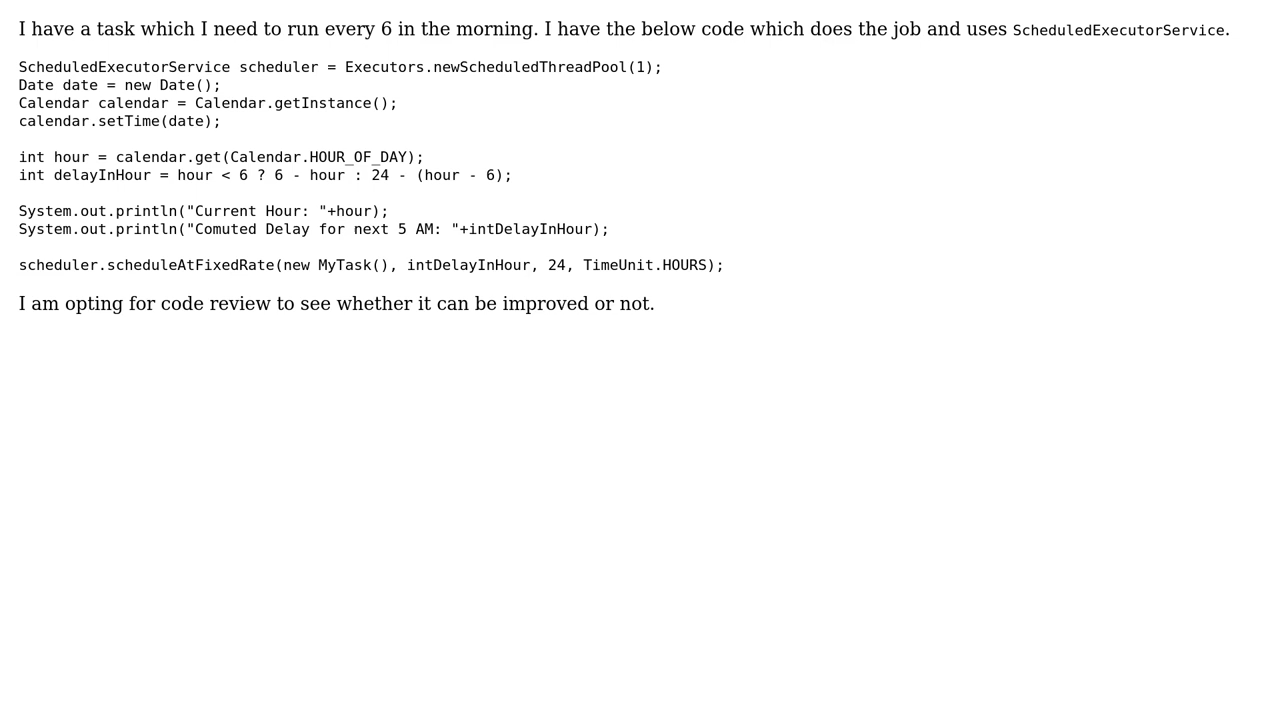 I have a task which I need to run every 6 in the morning. I have the below code which does the job and uses ScheduledExecutorService.
ScheduledExecutorService scheduler = Executors.newScheduledThreadPool(1);
Date date = new Date();
Calendar calendar = Calendar.getInstance();
calendar.setTime(date);
int hour = calendar.get(Calendar.HOUR_OF_DAY);
int delayInHour = hour < 6 ? 6 - hour : 24 - (hour - 6);
System.out.println("Current Hour: "+hour);
System.out.println("Comuted Delay for next 5 AM: "+intDelayInHour);
scheduler.scheduleAtFixedRate(new MyTask(), intDelayInHour, 24, TimeUnit.HOURS);
I am opting for code review to see whether it can be improved or not.